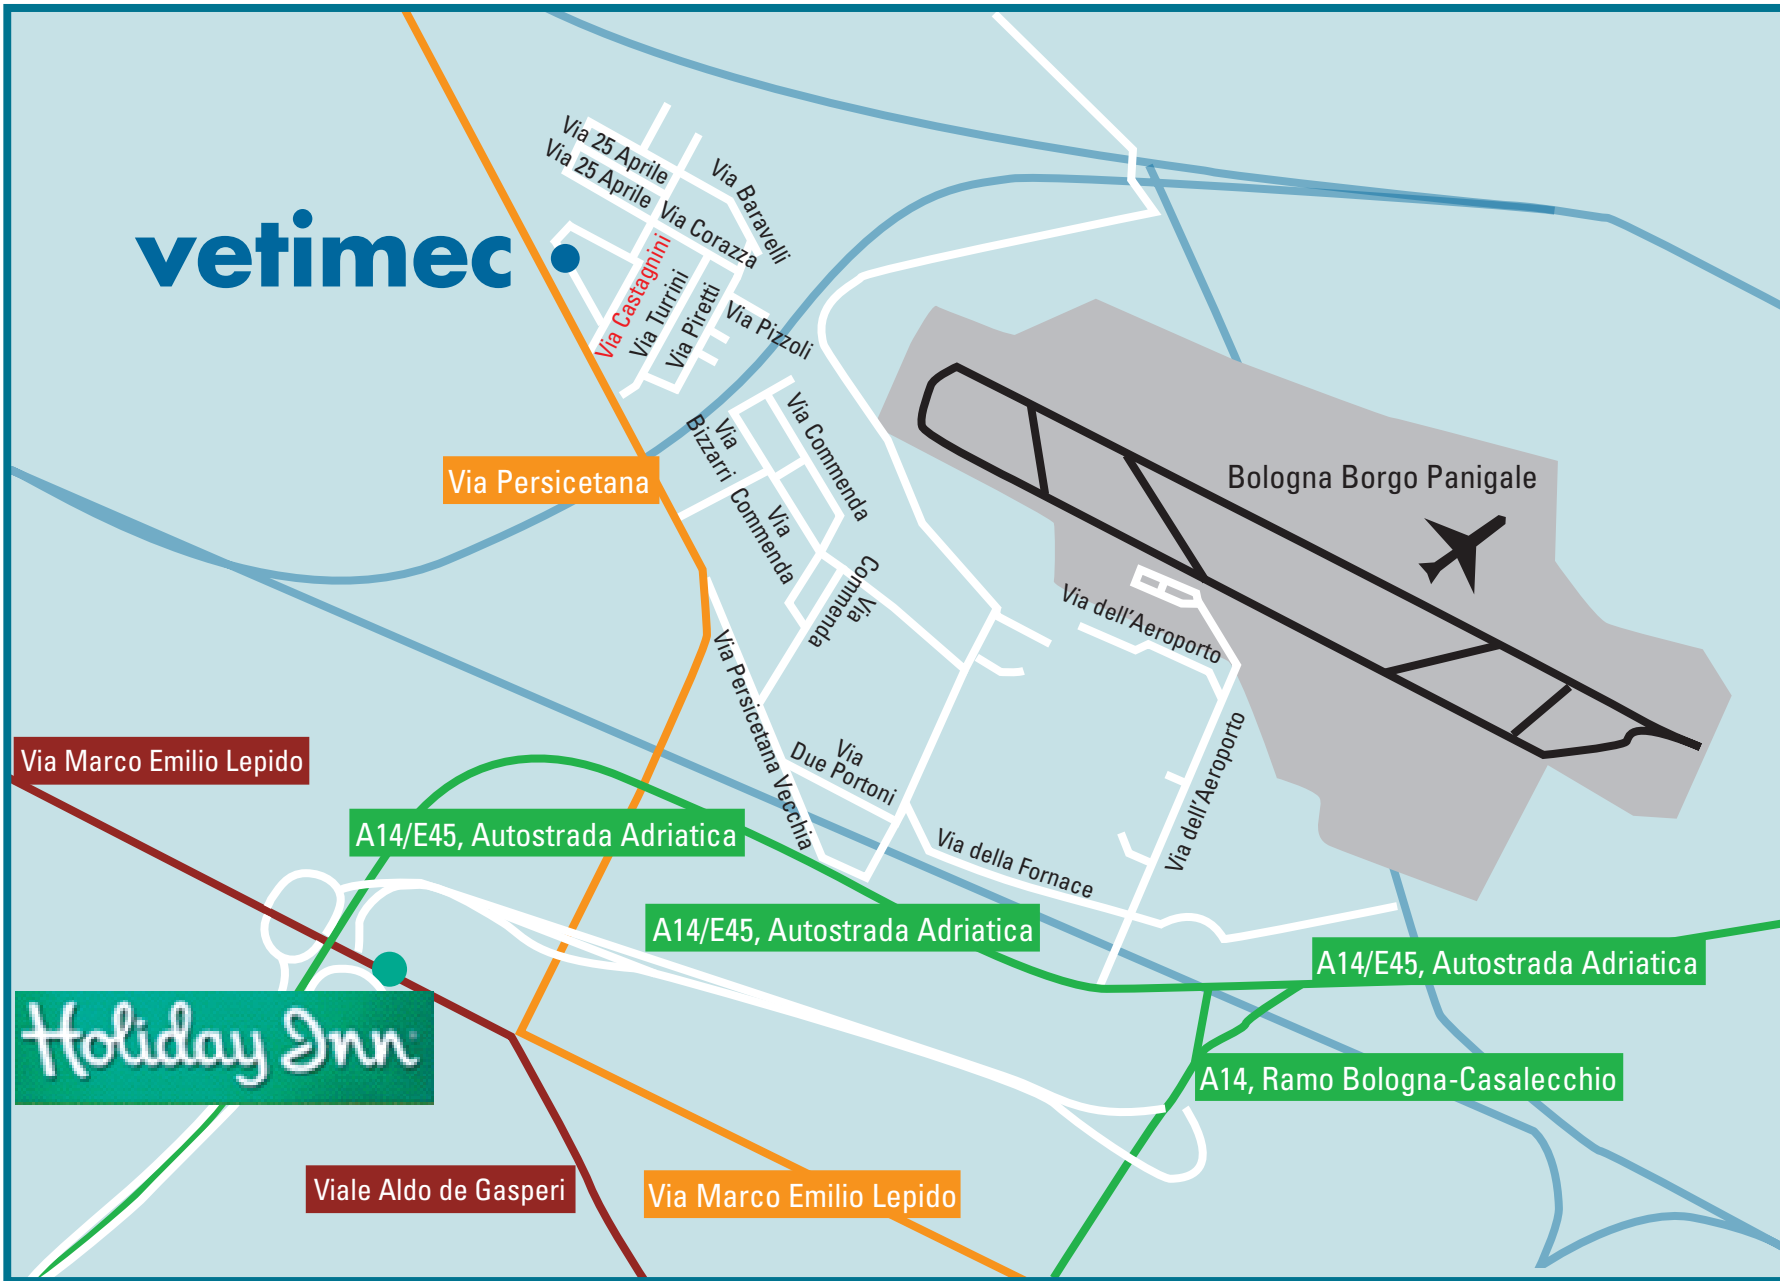 Via 25 Aprile
Via 25 Aprile
Via Baravelli
Via Corazza
vetimec
Via Castagnini
Via Turrini
Via Piretti
Via Pizzoli
Via
Bizzarri
Via Commenda
Via Persicetana
Bologna Borgo Panigale
Via
Commenda
Via
Commenda
Via dell'Aeroporto
Via Persicetana Vecchia
Via Marco Emilio Lepido
Via
Due Portoni
Via dell'Aeroporto
A14/E45, Autostrada Adriatica
Via della Fornace
A14/E45, Autostrada Adriatica
A14/E45, Autostrada Adriatica
Holiday Inn
A14, Ramo Bologna-Casalecchio
Viale Aldo de Gasperi
Via Marco Emilio Lepido